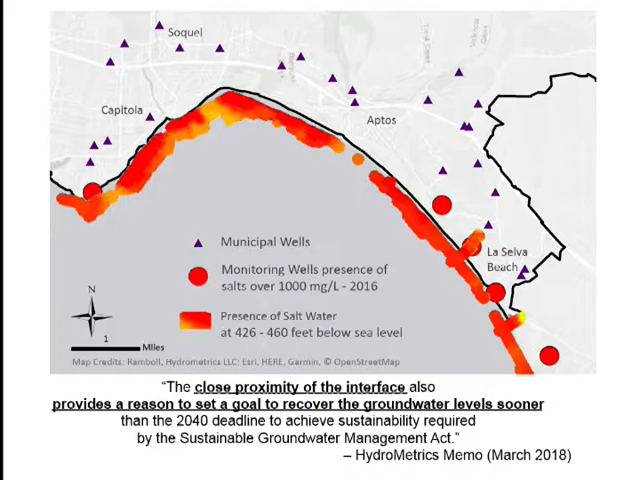 Soquel
Capitola
Aptos
La Selva
Beach
Municipal Wells
Monitoring Wells presence of
salts over 1000 mg/L - 2016
Presence of Salt Water
at 426 - 460 feet below sea level
N
1
Miles
Map Credits: Ramboll, Hydrometrics LLC: Esri, HERE, Garmin, © OpenStreetMap
“The close proximity of the interface also
provides a reason to set a goal to recover the groundwater levels sooner
than the 2040 deadline to achieve sustainability required
by the Sustainable Groundwater Management Act.”
– HydroMetrics Memo (March 2018)